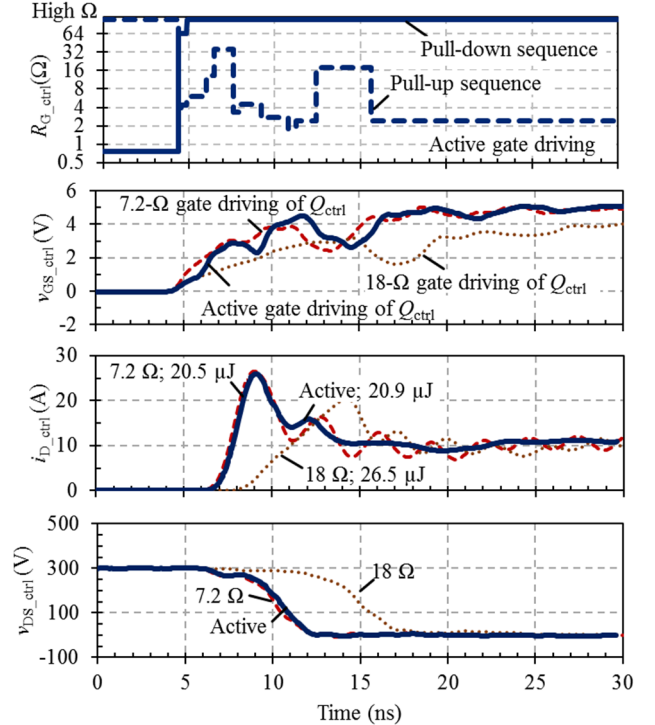 High Ω
64
32
16
8
4
2
1
0.5
R_G_ctrl(Ω)
Pull-down sequence
Pull-up sequence
Active gate driving
6
4
2
0
-2
v_GS_ctrl(V)
7.2-Ω gate driving of Q_ctrl
18-Ω gate driving of Q_ctrl
Active gate driving of Q_ctrl
30
20
10
0
i_D_ctrl (A)
7.2 Ω; 20.5 µJ
Active; 20.9 µJ
18 Ω; 26.5 µJ
500
300
100
-100
v_DS_ctrl (V)
18 Ω
7.2 Ω
Active
0 5 10 15 20 25 30
Time (ns)